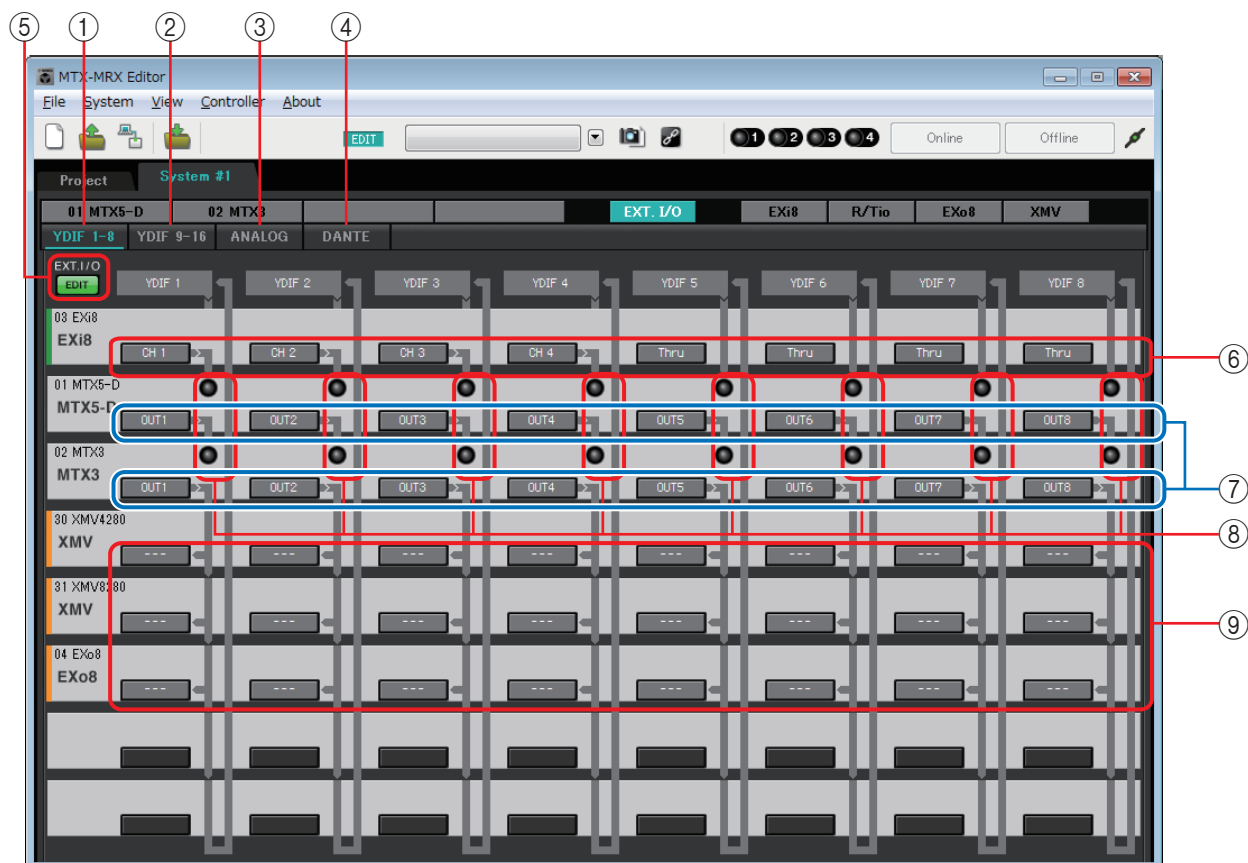 ⑤ ① ② ③ ④
MTX-MRX Editor
File System View Controller About
EDIT 1 2 3 4 Online Offline
Project System #1
01 MTX5-D 02 MTX3 EXT. I/O EXi8 R/Tio EXo8 XMV
YDIF 1-8 YDIF 9-16 ANALOG DANTE
EXT.I/O
EDIT YDIF 1 YDIF 2 YDIF 3 YDIF 4 YDIF 5 YDIF 6 YDIF 7 YDIF 8
03 EXi8
EXi8
CH 1 CH 2 CH 3 CH 4 Thru Thru Thru Thru ⑥
01 MTX5-D
MTX5-D
OUT1 OUT2 OUT3 OUT4 OUT5 OUT6 OUT7 OUT8
02 MTX3
MTX3
OUT1 OUT2 OUT3 OUT4 OUT5 OUT6 OUT7 OUT8 ⑦
30 XMV4280 ⑧
XMV
--- --- --- --- --- --- --- ---
31 XMV8280
XMV
--- --- --- --- --- --- --- --- ⑨
04 EXo8
EXo8
--- --- --- --- --- --- --- ---